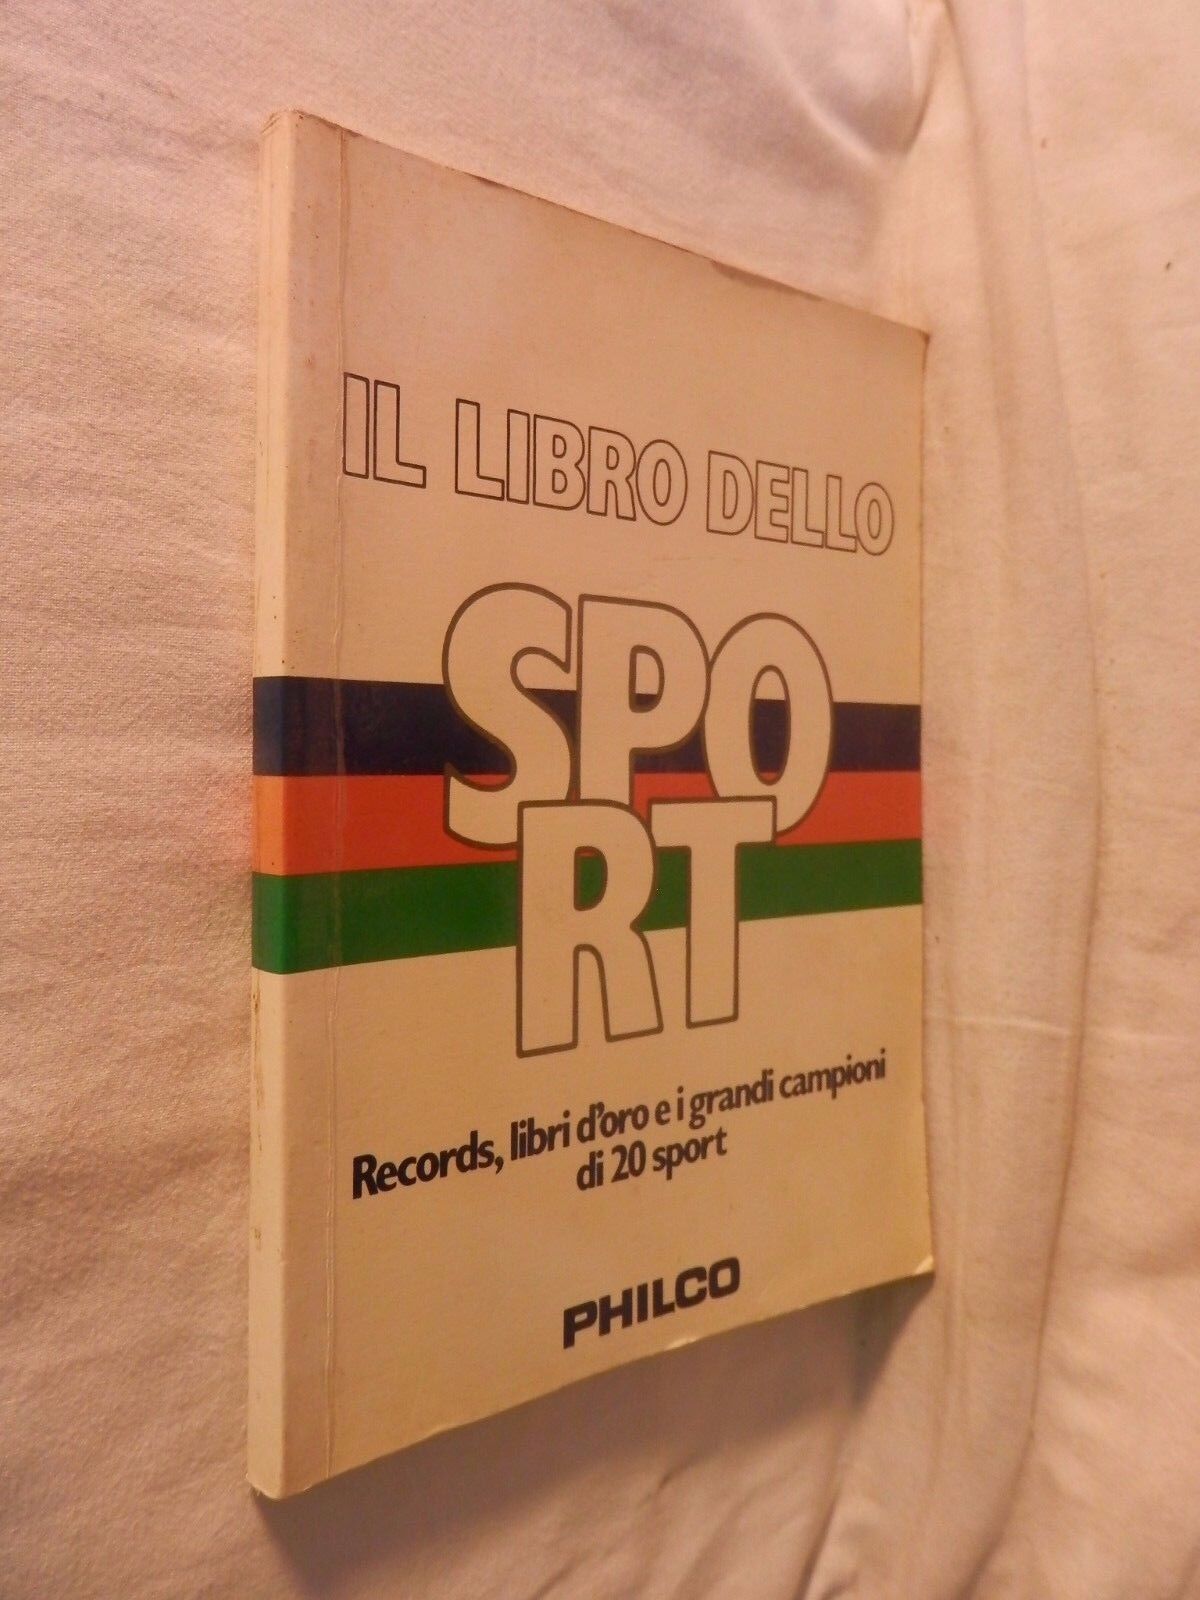 IL LIBRO DELLO
SPO
RT
Records, libri d'oro e i grandi campioni
di 20 sport
PHILCO